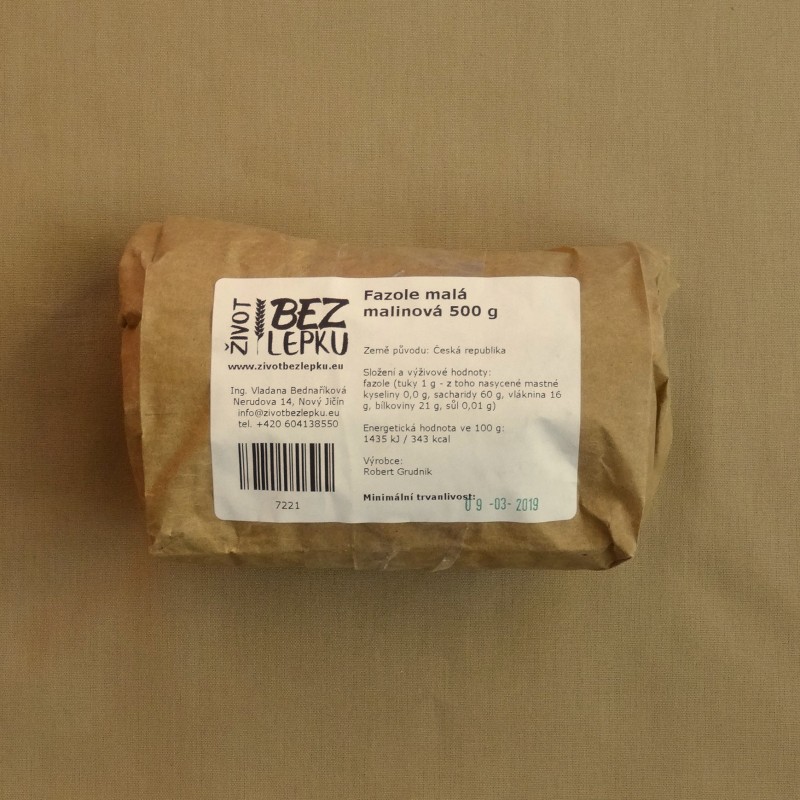 ŽIVOT
BEZ
LEPKU
www.zivotbezlepku.eu
Ing. Vladana Bednaříková
Nerudova 14, Nový Jičín
info@zivotbezlepku.eu
tel. +420 604138550
7221
Fazole malá
malinová 500 g
Země původu: Česká republika
Složení a výživové hodnoty:
fazole (tuky 1 g - z toho nasycené mastné
kyseliny 0,0 g, sacharidy 60 g, vláknina 16
g, bílkoviny 21 g, sůl 0,01 g)
Energetická hodnota ve 100 g:
1435 kJ / 343 kcal
Výrobce:
Robert Grudnik
Minimální trvanlivost:
09 -03- 2019